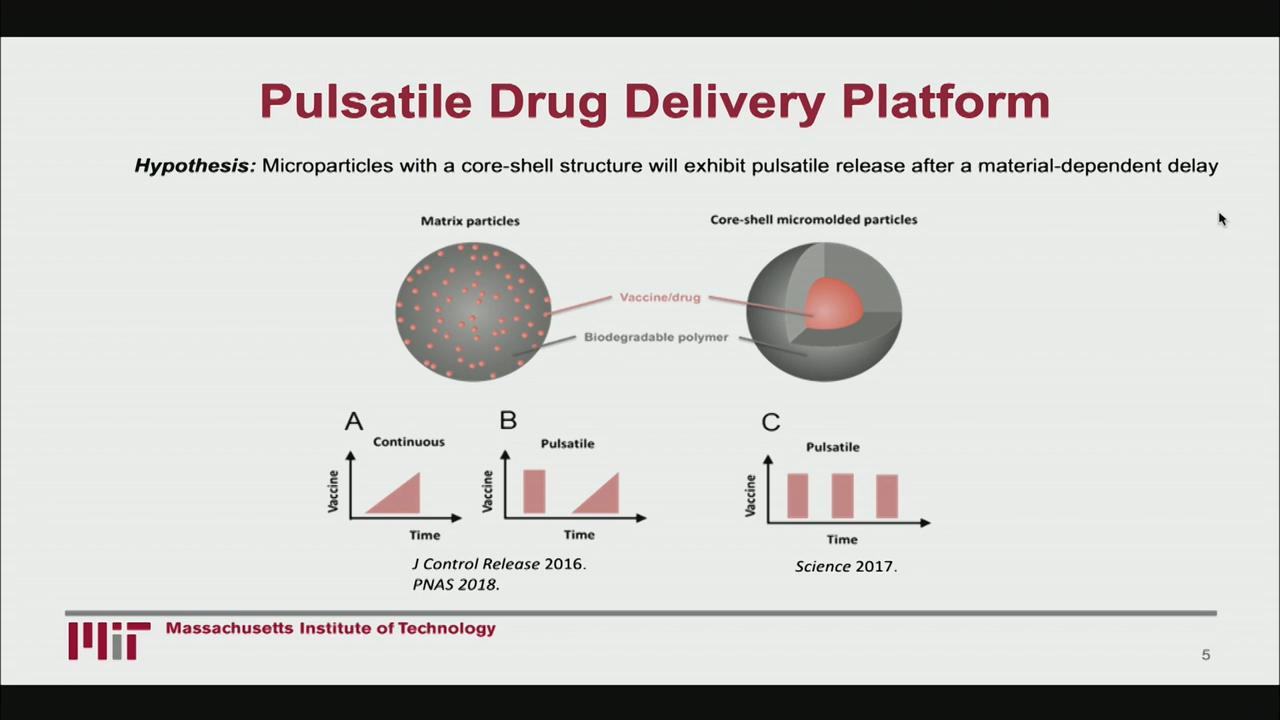 Pulsatile Drug Delivery Platform
Hypothesis: Microparticles with a core-shell structure will exhibit pulsatile release after a material-dependent delay
Matrix particles
Core-shell micromolded particles
Vaccine/drug
Biodegradable polymer
A
Continuous
Vaccine
Time
B
Pulsatile
Vaccine
Time
C
Pulsatile
Vaccine
Time
J Control Release 2016.
PNAS 2018.
Science 2017.
MIT
Massachusetts Institute of Technology
5